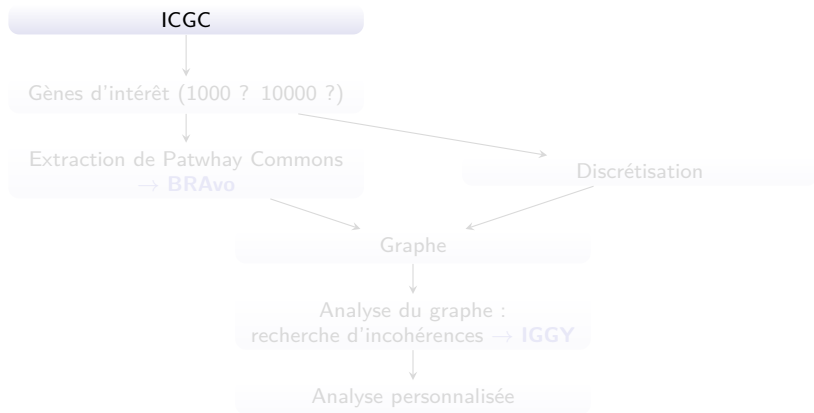 ICGC
Gènes d'intérêt (1000 ? 10000 ?)
Extraction de Patwhay Commons
→ BRAvo
Discrétisation
Graphe
Analyse du graphe :
recherche d'incohérences → IGGY
Analyse personnalisée